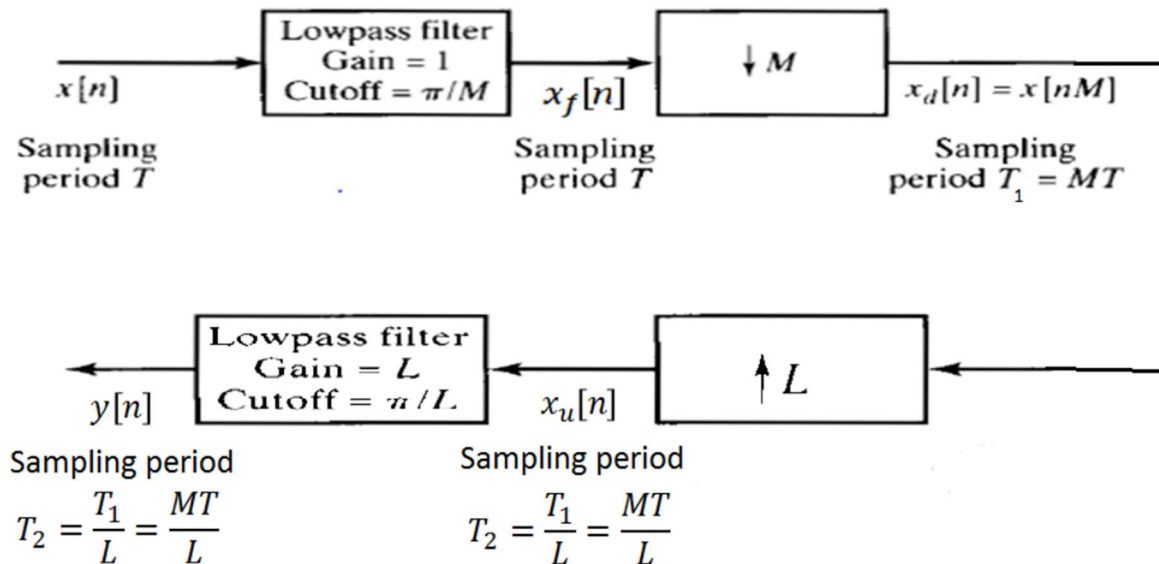 Lowpass filter
Gain = 1
Cutoff = π/M
↓ M
x[n]
x_f[n]
x_d[n] = x[nM]
Sampling
period T
Sampling
period T
Sampling
period T_1 = MT
Lowpass filter
Gain = L
Cutoff = π/L
↑ L
y[n]
x_u[n]
Sampling period
T_2 = T_1/L = MT/L
Sampling period
T_2 = T_1/L = MT/L